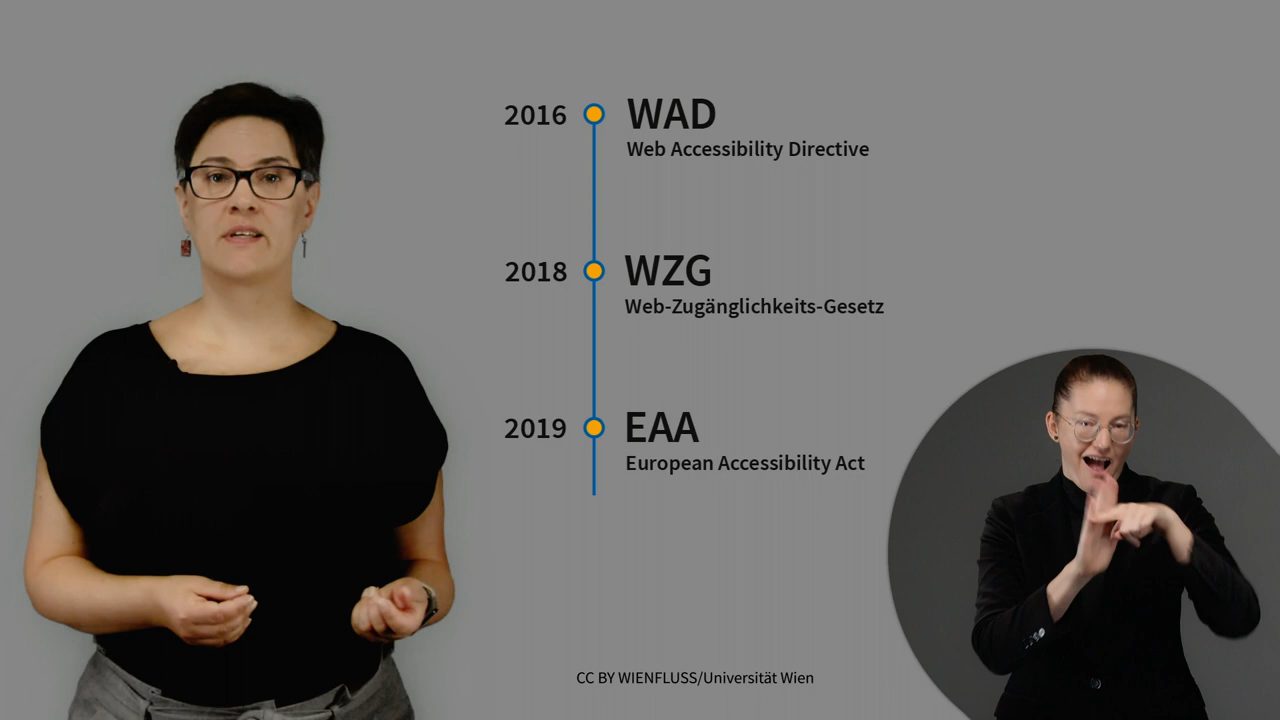 2016
WAD
Web Accessibility Directive
2018
WZG
Web-Zugänglichkeits-Gesetz
2019
EAA
European Accessibility Act
CC BY WIENFLUSS/Universität Wien